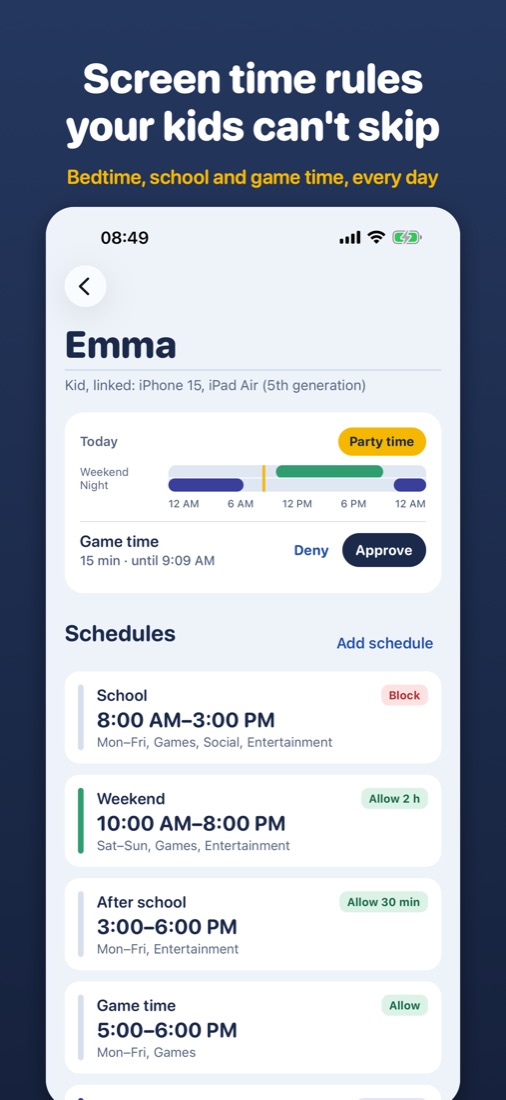 Screen time rules
your kids can't skip
Bedtime, school and game time, every day
08:49
Emma
Kid, linked: iPhone 15, iPad Air (5th generation)
Today
Party time
Weekend
Night
12 AM 6 AM 12 PM 6 PM 12 AM
Game time
15 min · until 9:09 AM
Deny
Approve
Schedules
Add schedule
School
Block
8:00 AM–3:00 PM
Mon–Fri, Games, Social, Entertainment
Weekend
Allow 2 h
10:00 AM–8:00 PM
Sat–Sun, Games, Entertainment
After school
Allow 30 min
3:00–6:00 PM
Mon–Fri, Entertainment
Game time
Allow
5:00–6:00 PM
Mon–Fri, Games